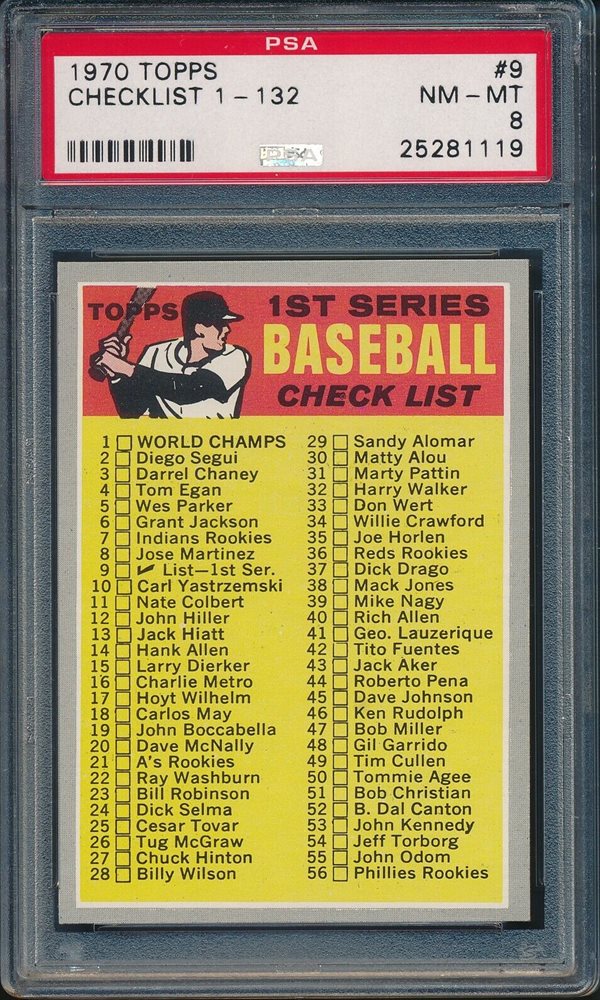 PSA
1970 TOPPS #9
CHECKLIST 1 - 132 NM - MT
8
25281119
TOPPS
1ST SERIES
BASEBALL
CHECK LIST
1 WORLD CHAMPS
2 Diego Segui
3 Darrel Chaney
4 Tom Egan
5 Wes Parker
6 Grant Jackson
7 Indians Rookies
8 Jose Martinez
9 ✓ List—1st Ser.
10 Carl Yastrzemski
11 Nate Colbert
12 John Hiller
13 Jack Hiatt
14 Hank Allen
15 Larry Dierker
16 Charlie Metro
17 Hoyt Wilhelm
18 Carlos May
19 John Boccabella
20 Dave McNally
21 A's Rookies
22 Ray Washburn
23 Bill Robinson
24 Dick Selma
25 Cesar Tovar
26 Tug McGraw
27 Chuck Hinton
28 Billy Wilson
29 Sandy Alomar
30 Matty Alou
31 Marty Pattin
32 Harry Walker
33 Don Wert
34 Willie Crawford
35 Joe Horlen
36 Reds Rookies
37 Dick Drago
38 Mack Jones
39 Mike Nagy
40 Rich Allen
41 Geo. Lauzerique
42 Tito Fuentes
43 Jack Aker
44 Roberto Pena
45 Dave Johnson
46 Ken Rudolph
47 Bob Miller
48 Gil Garrido
49 Tim Cullen
50 Tommie Agee
51 Bob Christian
52 B. Dal Canton
53 John Kennedy
54 Jeff Torborg
55 John Odom
56 Phillies Rookies